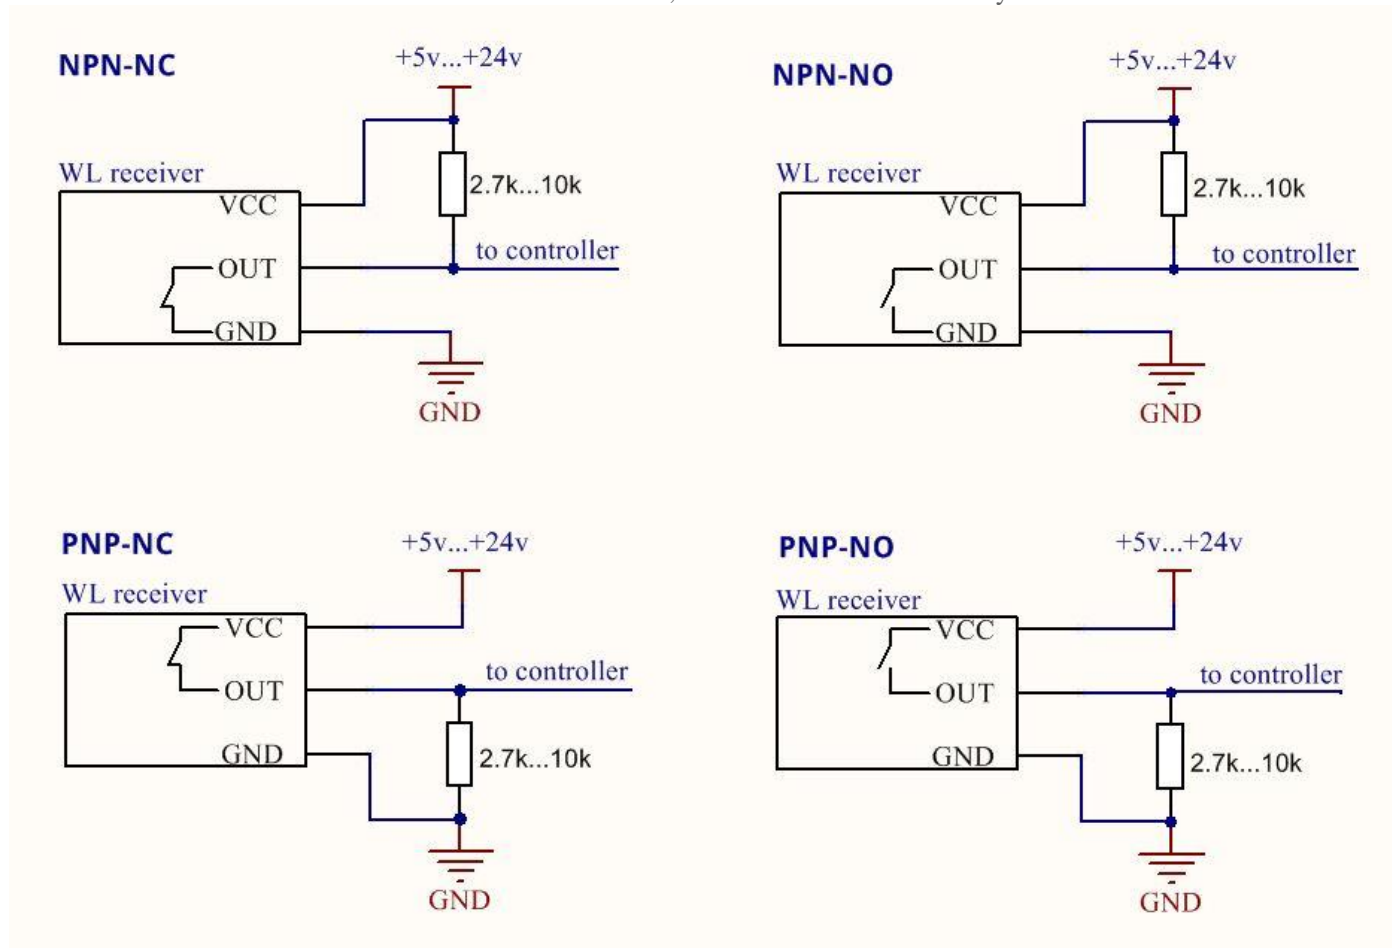 NPN-NC
+5v...+24v
WL receiver
VCC
2.7k...10k
OUT
to controller
GND
GND
NPN-NO
+5v...+24v
WL receiver
VCC
2.7k...10k
OUT
to controller
GND
GND
PNP-NC
+5v...+24v
WL receiver
VCC
OUT
to controller
GND
2.7k...10k
GND
PNP-NO
+5v...+24v
WL receiver
VCC
OUT
to controller
GND
2.7k...10k
GND